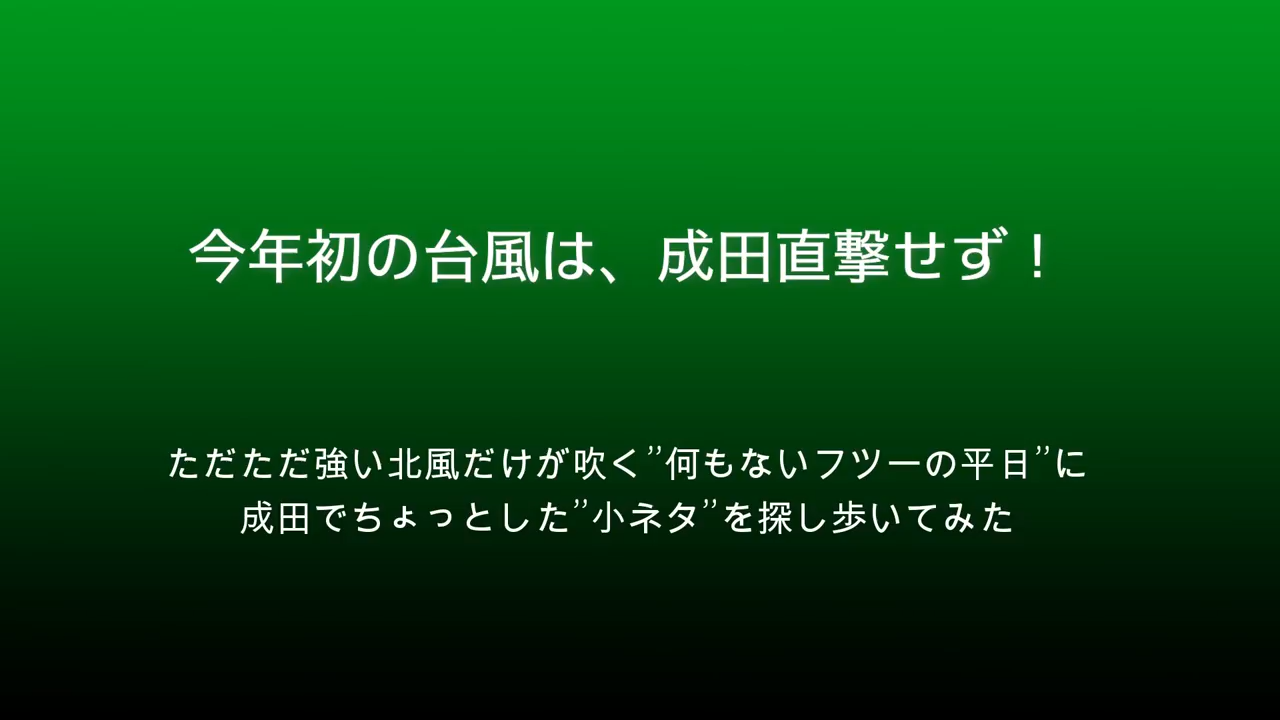 今年初の台風は、成田直撃せず！
ただただ強い北風だけが吹く”何もないフツーの平日”に
成田でちょっとした”小ネタ”を探し歩いてみた